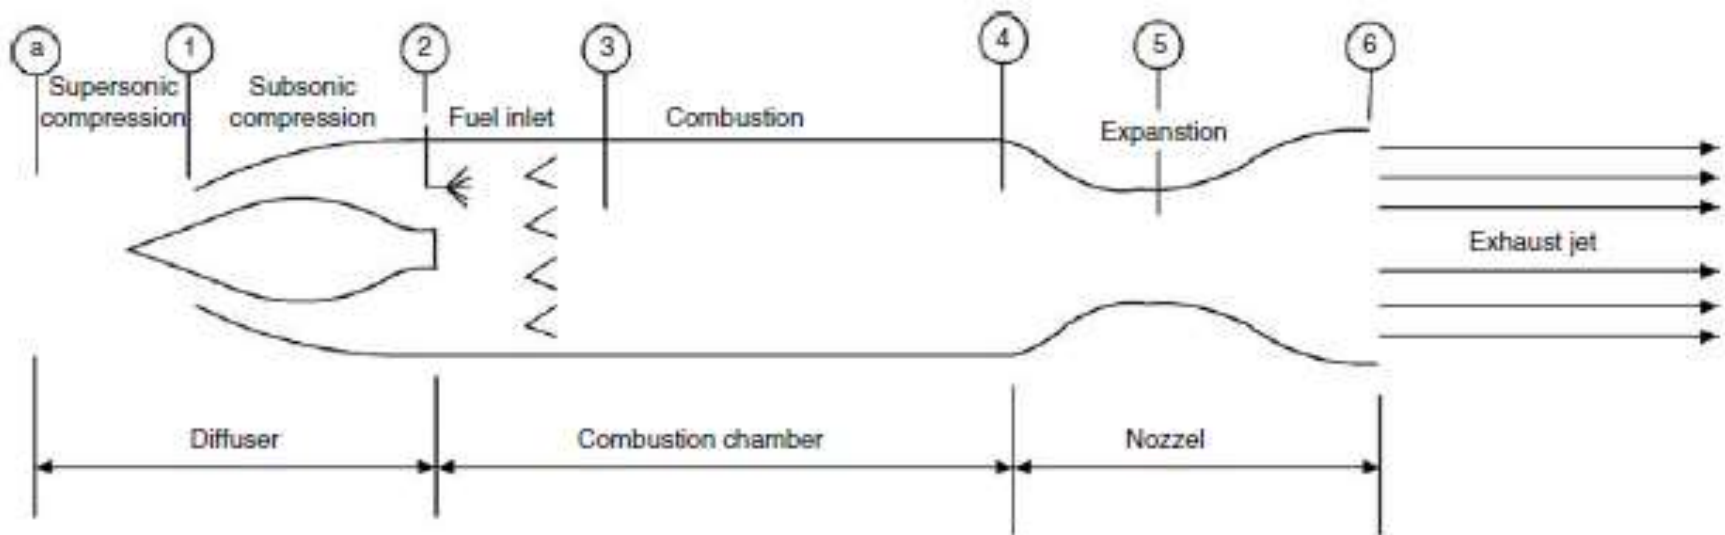 a
1
2
3
4
5
6
Supersonic
compression
Subsonic
compression
Fuel inlet
Combustion
Expanstion
Exhaust jet
Diffuser
Combustion chamber
Nozzel